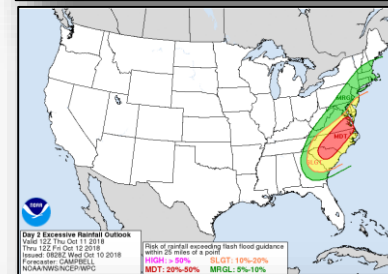 MRGL
MDT
SLGT
NOAA
Day 2 Excessive Rainfall Outlook
Valid 12Z Thu Oct 11 2018
Thru 12Z Fri Oct 12 2018
Issued: 0828Z Wed Oct 10 2018
Forecaster: CAMPBELL
NOAA/NWS/NCEP/WPC
Risk of rainfall exceeding flash flood guidance
within 25 miles of a point
HIGH: > 50% SLGT: 10%-20%
MDT: 20%-50% MRGL: 5%-10%